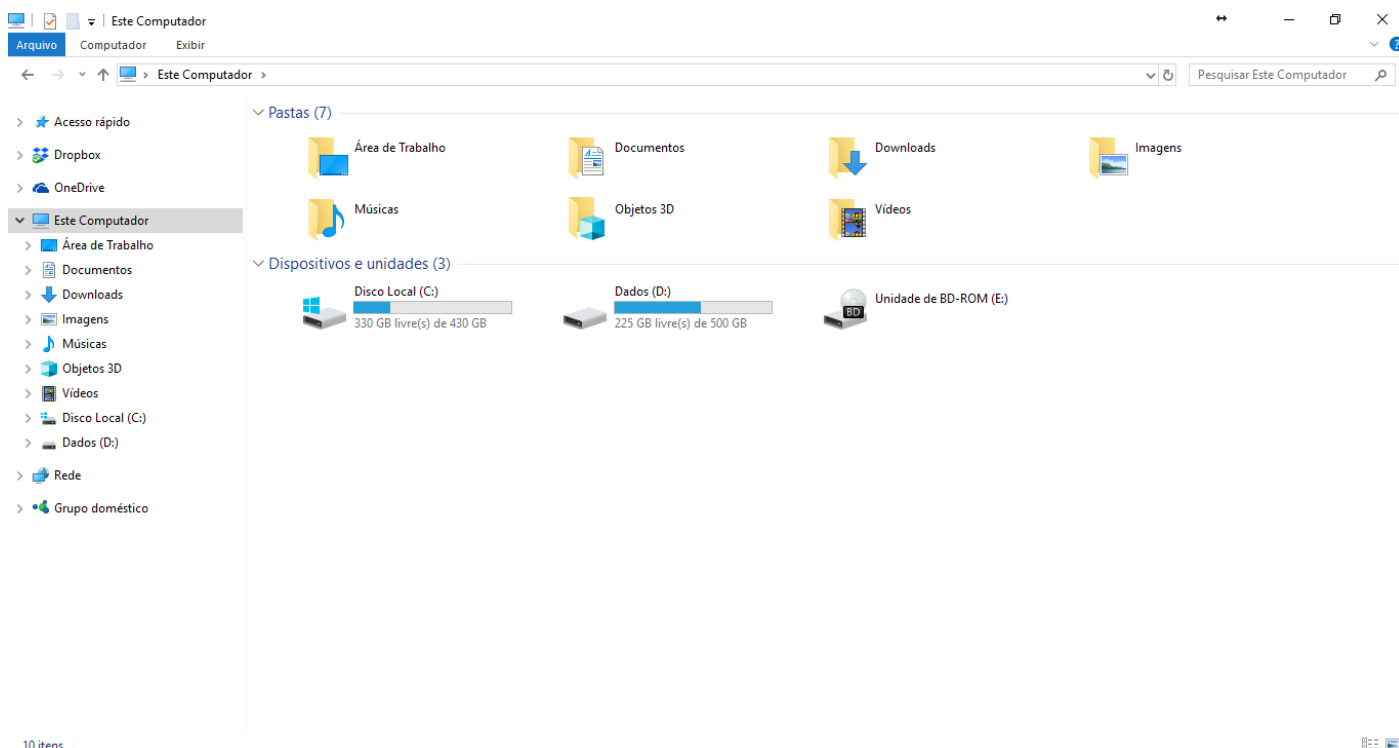 Este Computador
Arquivo Computador Exibir
Este Computador
Pesquisar Este Computador
Acesso rápido
Dropbox
OneDrive
Este Computador
Área de Trabalho
Documentos
Downloads
Imagens
Músicas
Objetos 3D
Vídeos
Disco Local (C:)
Dados (D:)
Rede
Grupo doméstico
Pastas (7)
Área de Trabalho Documentos Downloads Imagens
Músicas Objetos 3D Vídeos
Dispositivos e unidades (3)
Disco Local (C:) Dados (D:) Unidade de BD-ROM (E:)
330 GB livre(s) de 430 GB 225 GB livre(s) de 500 GB
BD
10 itens